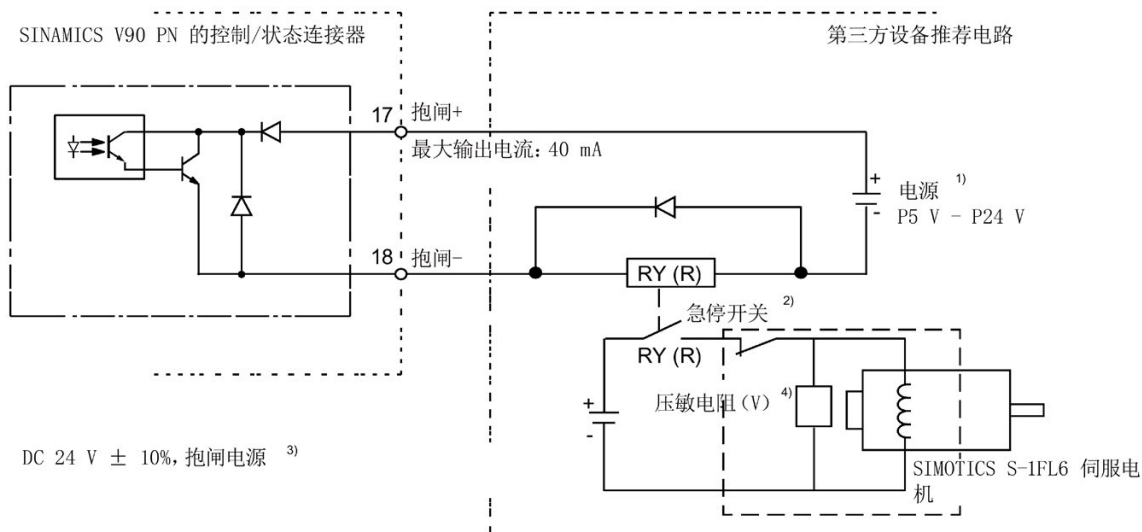 SINAMICS V90 PN 的控制/状态连接器
第三方设备推荐电路
17 抱闸+
最大输出电流: 40 mA
+ 电源 1)
- P5 V - P24 V
18 抱闸-
RY (R)
急停开关 2)
RY (R)
压敏电阻(V) 4)
+
-
DC 24 V ± 10%, 抱闸电源 3)
SIMOTICS S-1FL6 伺服电
机